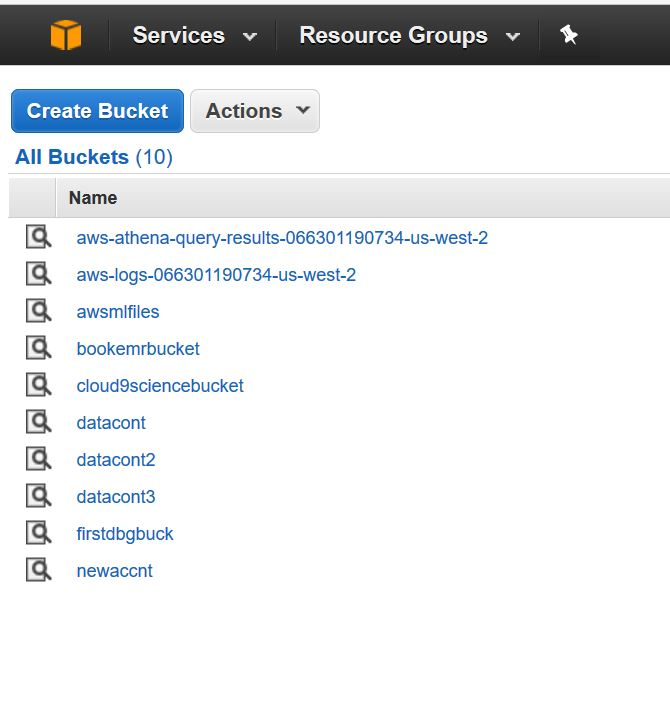 Services Resource Groups
Create Bucket Actions
All Buckets (10)
Name
aws-athena-query-results-066301190734-us-west-2
aws-logs-066301190734-us-west-2
awsmlfiles
bookemrbucket
cloud9sciencebucket
datacont
datacont2
datacont3
firstdbgbuck
newaccnt